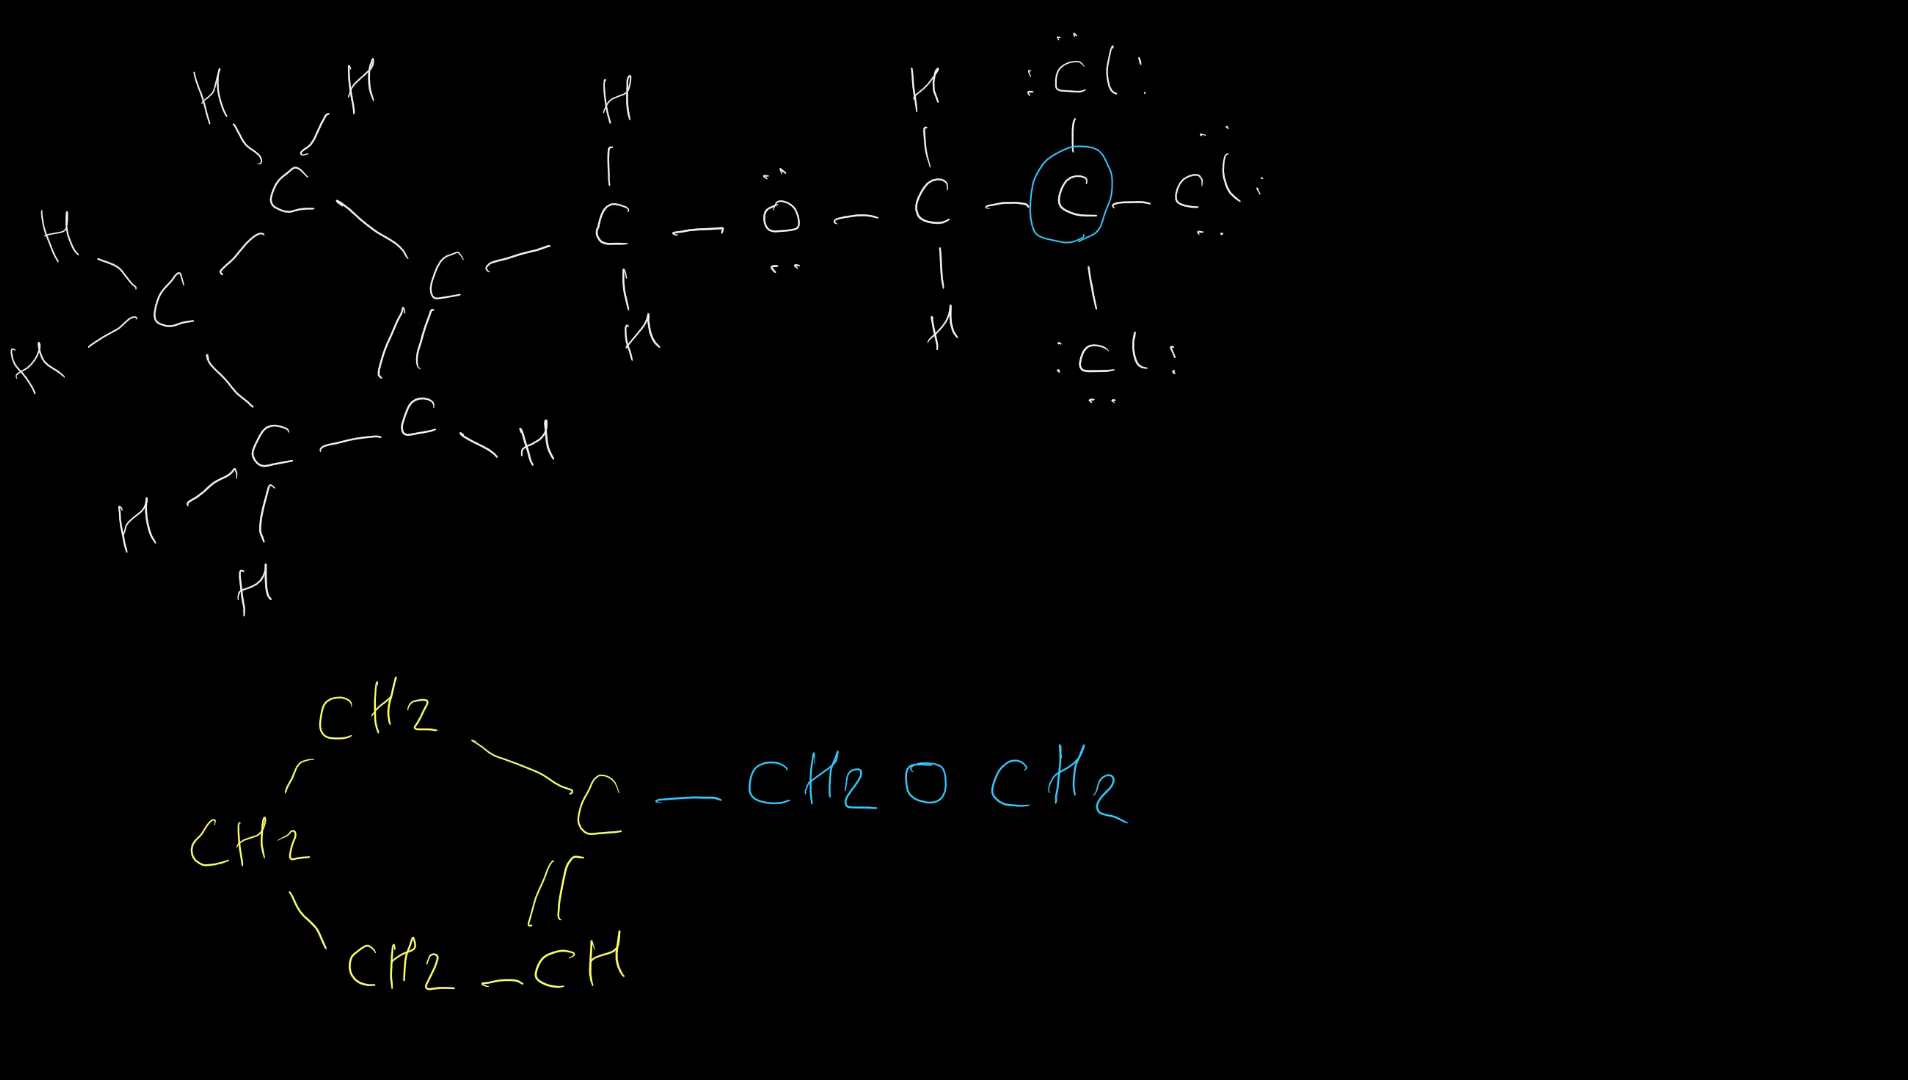 H H H H :Cl:
C C O C C Cl:
H C C
H H H :Cl:
C C H
H
H
CH2
C — CH2 O CH2
CH2
CH2 — CH